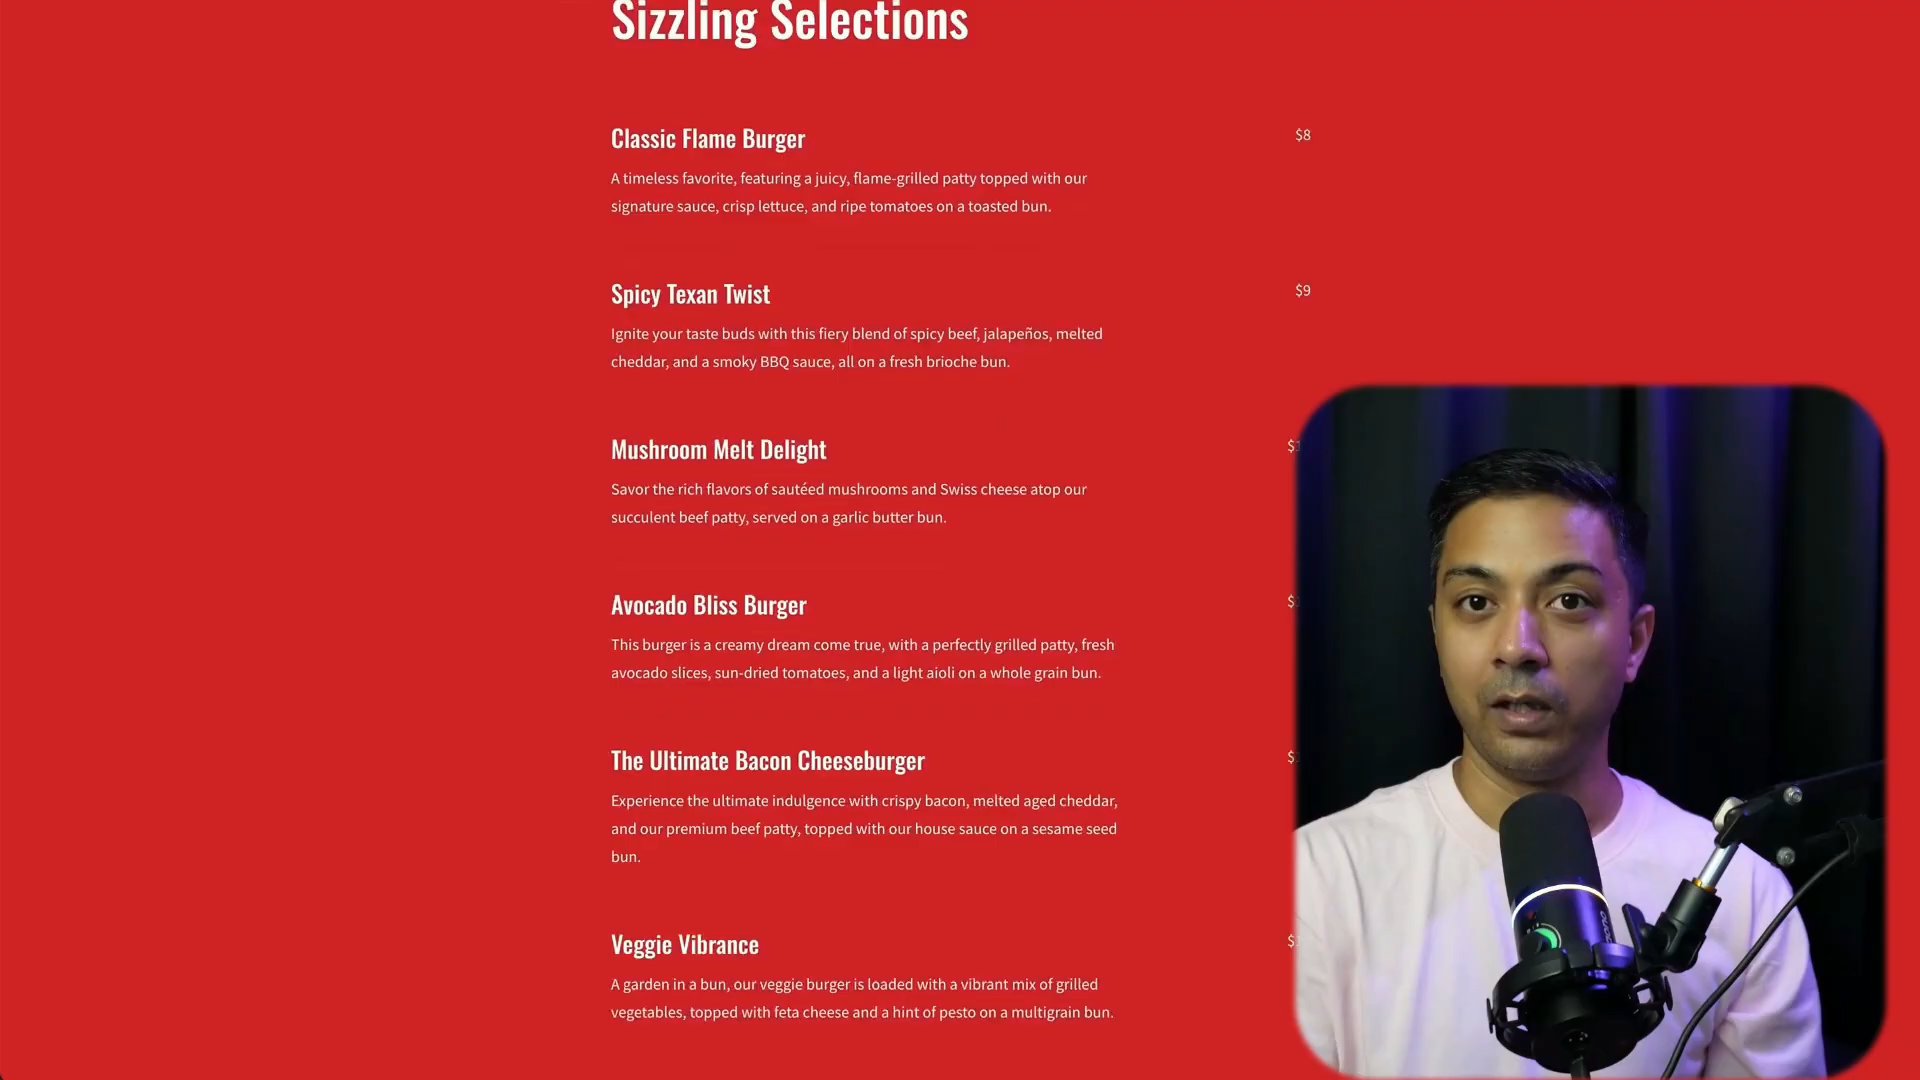 Sizzling Selections
Classic Flame Burger
$8
A timeless favorite, featuring a juicy, flame-grilled patty topped with our
signature sauce, crisp lettuce, and ripe tomatoes on a toasted bun.
Spicy Texan Twist
$9
Ignite your taste buds with this fiery blend of spicy beef, jalapeños, melted
cheddar, and a smoky BBQ sauce, all on a fresh brioche bun.
Mushroom Melt Delight
Savor the rich flavors of sautéed mushrooms and Swiss cheese atop our
succulent beef patty, served on a garlic butter bun.
Avocado Bliss Burger
This burger is a creamy dream come true, with a perfectly grilled patty, fresh
avocado slices, sun-dried tomatoes, and a light aioli on a whole grain bun.
The Ultimate Bacon Cheeseburger
Experience the ultimate indulgence with crispy bacon, melted aged cheddar,
and our premium beef patty, topped with our house sauce on a sesame seed
bun.
Veggie Vibrance
A garden in a bun, our veggie burger is loaded with a vibrant mix of grilled
vegetables, topped with feta cheese and a hint of pesto on a multigrain bun.